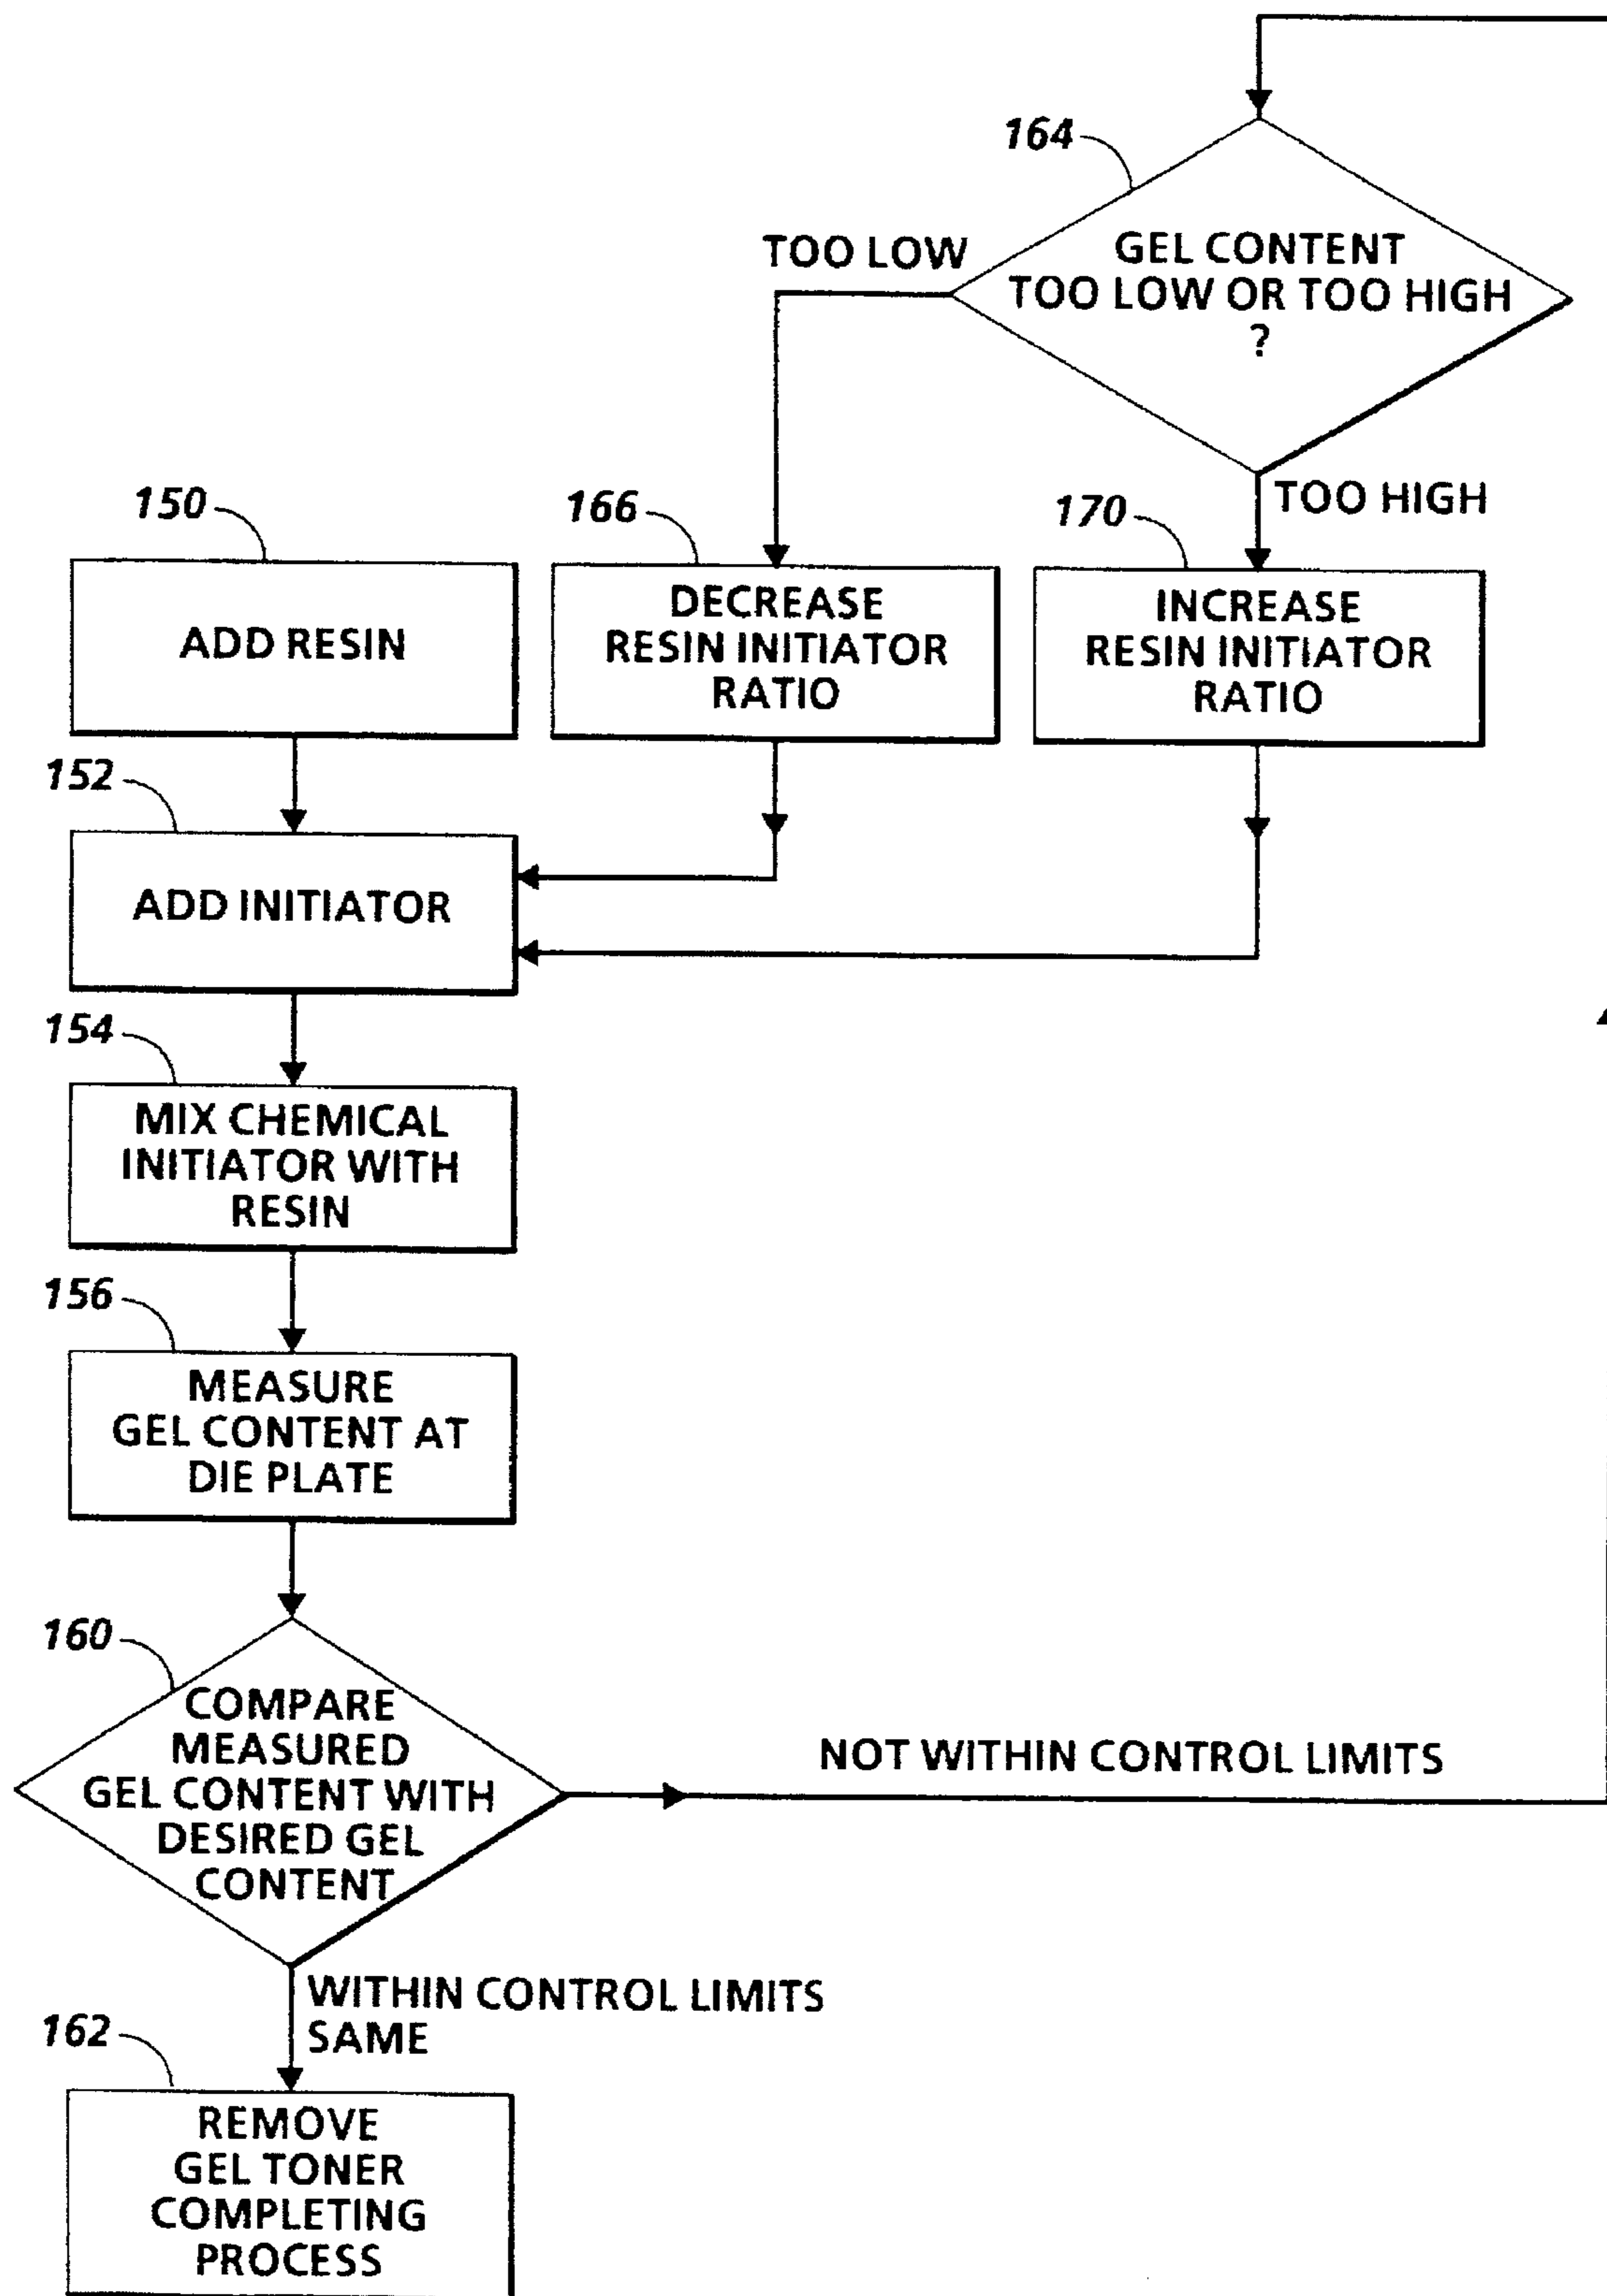 164
GEL CONTENT
TOO LOW OR TOO HIGH
?
TOO LOW
TOO HIGH
150
ADD RESIN
166
DECREASE
RESIN INITIATOR
RATIO
170
INCREASE
RESIN INITIATOR
RATIO
152
ADD INITIATOR
154
MIX CHEMICAL
INITIATOR WITH
RESIN
156
MEASURE
GEL CONTENT AT
DIE PLATE
160
COMPARE
MEASURED
GEL CONTENT WITH
DESIRED GEL
CONTENT
NOT WITHIN CONTROL LIMITS
WITHIN CONTROL LIMITS
SAME
162
REMOVE
GEL TONER
COMPLETING
PROCESS